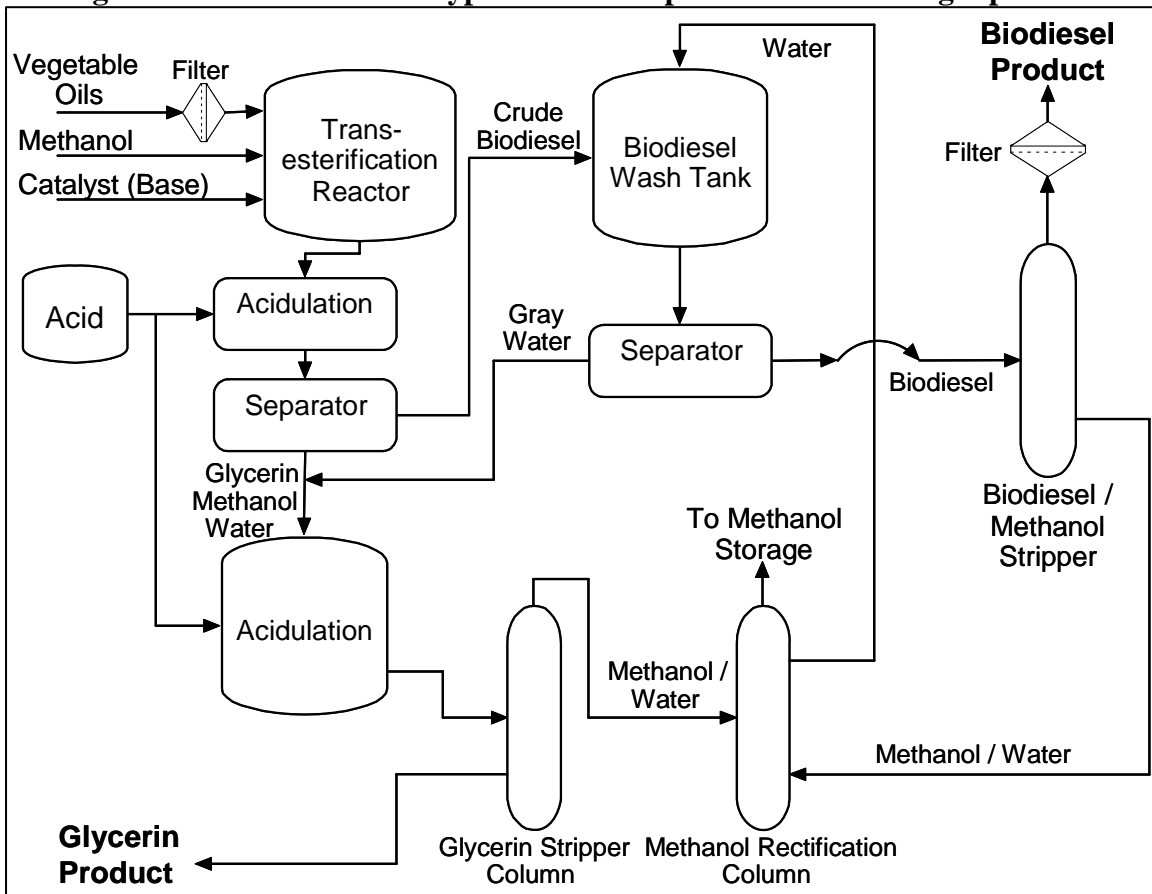 Water
Biodiesel
Product
Vegetable
Oils
Filter
Methanol
Catalyst (Base)
Trans-
esterification
Reactor
Crude
Biodiesel
Biodiesel
Wash Tank
Filter
Acid
Acidulation
Separator
Gray
Water
Separator
Biodiesel
Glycerin
Methanol
Water
Biodiesel /
Methanol
Stripper
To Methanol
Storage
Acidulation
Methanol /
Water
Methanol / Water
Glycerin
Product
Glycerin Stripper
Column
Methanol Rectification
Column